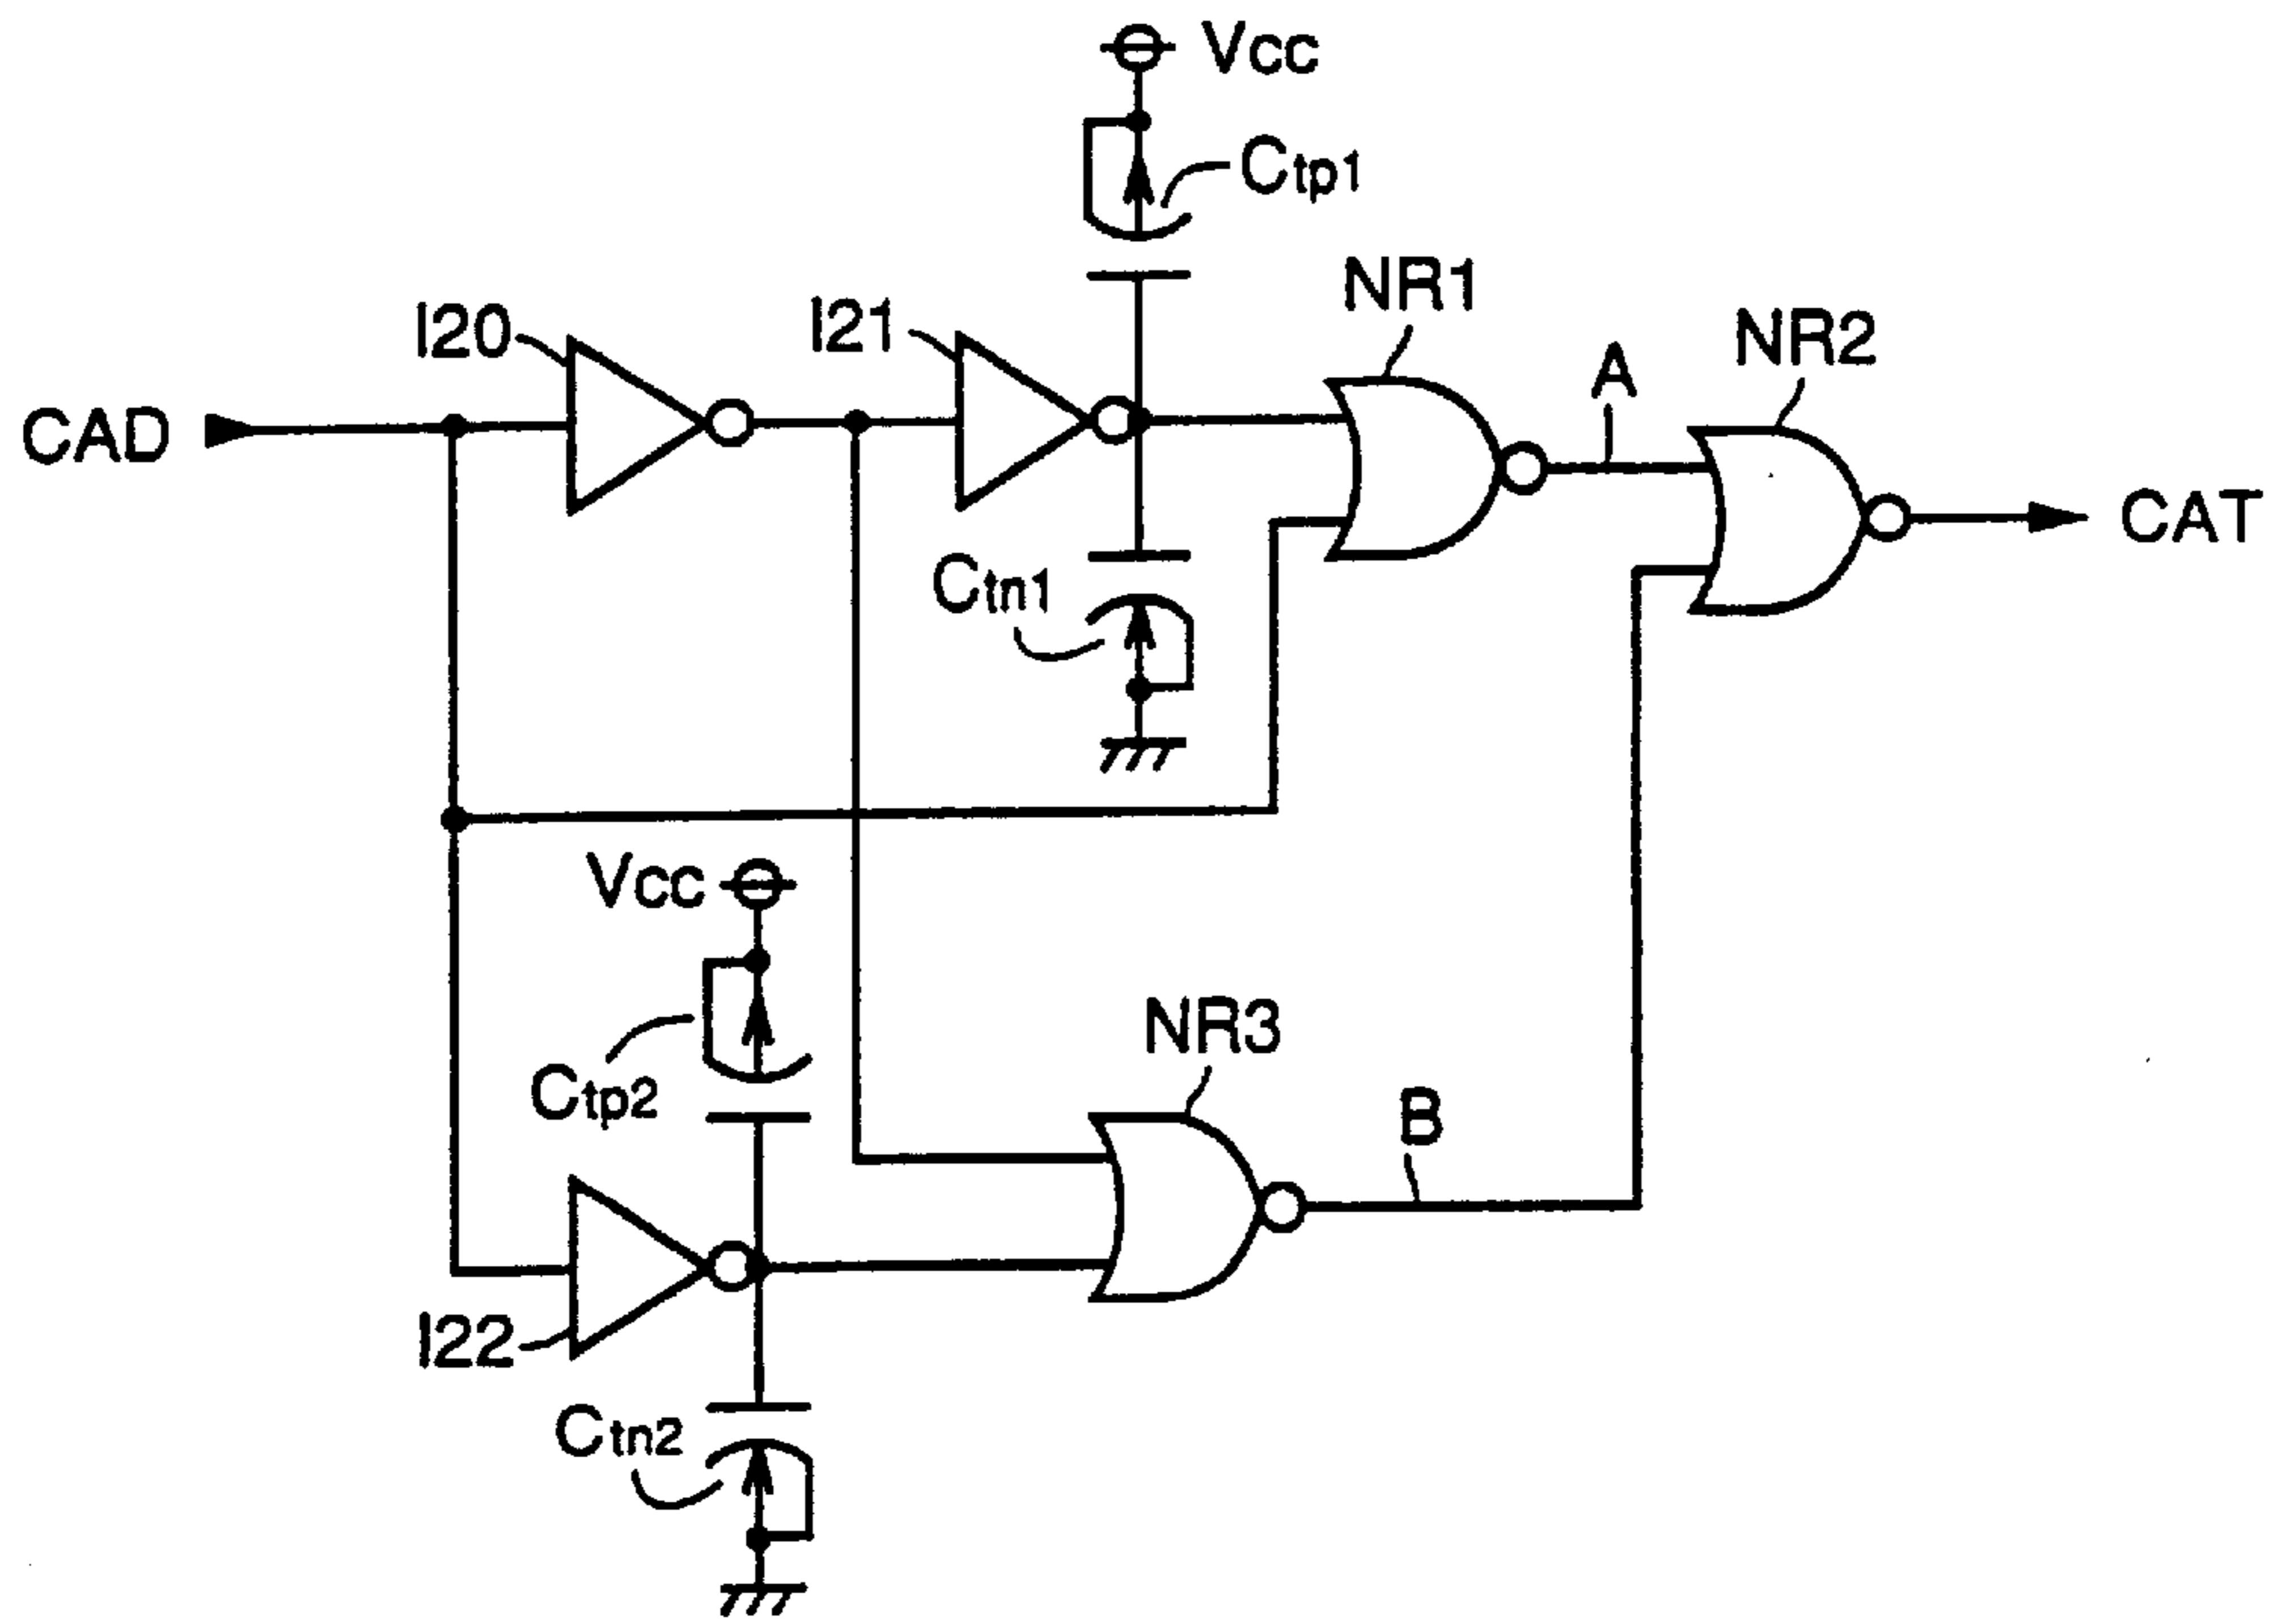 Vcc
Ctp1
NR1
I20
I21
NR2
A
CAD
CAT
Ctn1
Vcc
NR3
Ctp2
B
I22
Ctn2